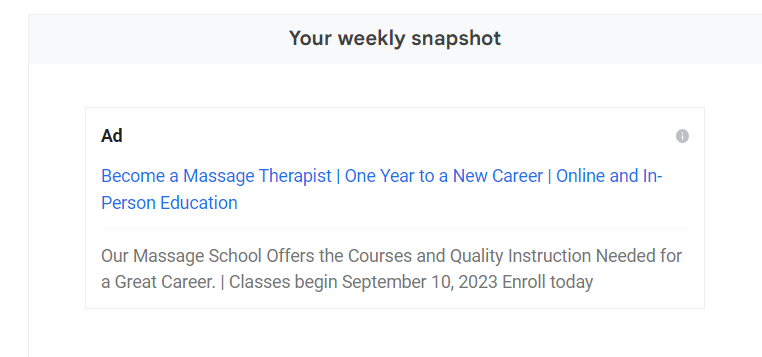 Your weekly snapshot
Ad
Become a Massage Therapist | One Year to a New Career | Online and In-
Person Education
Our Massage School Offers the Courses and Quality Instruction Needed for
a Great Career. | Classes begin September 10, 2023 Enroll today